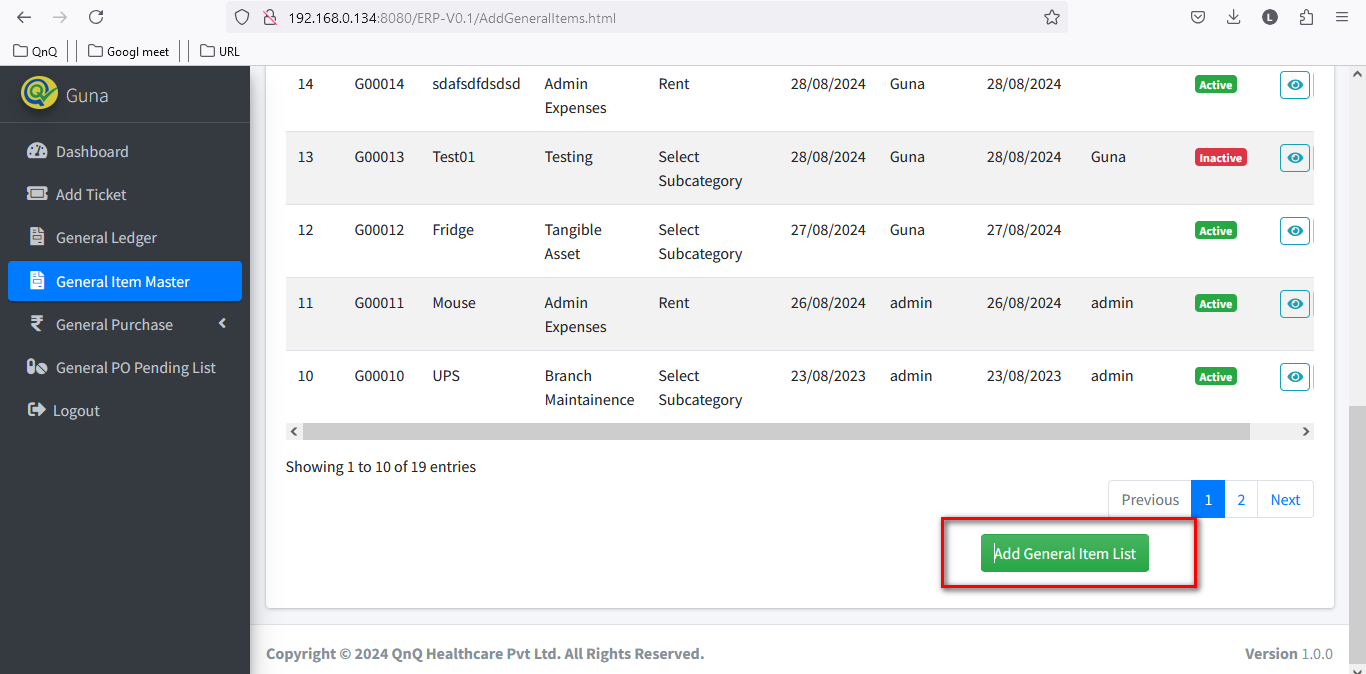 192.168.0.134:8080/ERP-V0.1/AddGeneralItems.html
L
QnQ Googl meet URL
Guna
Dashboard
Add Ticket
General Ledger
General Item Master
General Purchase
General PO Pending List
Logout
14 G00014 sdafsdfdsdsd Admin Expenses Rent 28/08/2024 Guna 28/08/2024 Active
13 G00013 Test01 Testing Select Subcategory 28/08/2024 Guna 28/08/2024 Guna Inactive
12 G00012 Fridge Tangible Asset Select Subcategory 27/08/2024 Guna 27/08/2024 Active
11 G00011 Mouse Admin Expenses Rent 26/08/2024 admin 26/08/2024 admin Active
10 G00010 UPS Branch Maintainence Select Subcategory 23/08/2023 admin 23/08/2023 admin Active
Showing 1 to 10 of 19 entries
Previous 1 2 Next
Add General Item List
Copyright © 2024 QnQ Healthcare Pvt Ltd. All Rights Reserved. Version 1.0.0